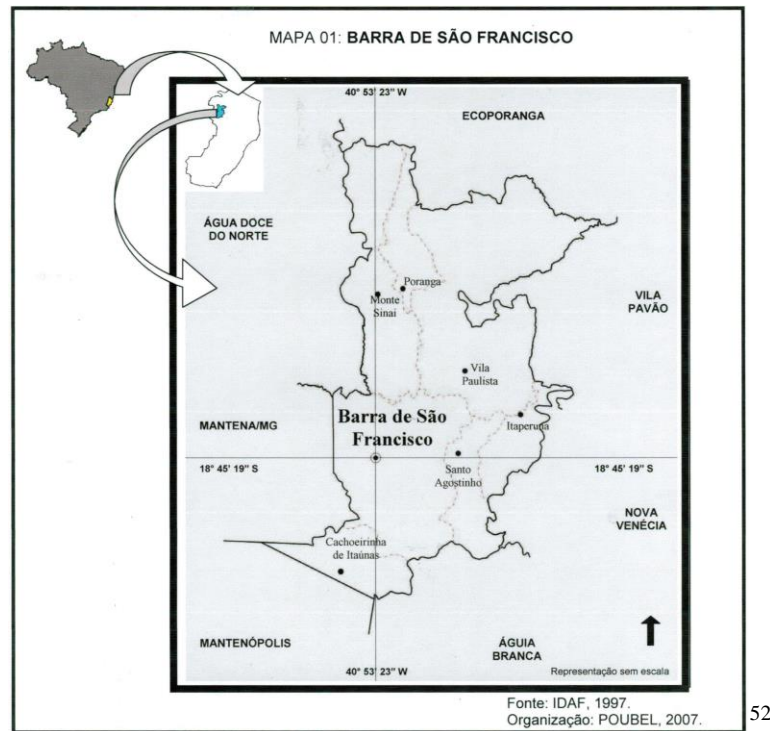 MAPA 01: BARRA DE SÃO FRANCISCO
40° 53' 23" W
ECOPORANGA
ÁGUA DOCE
DO NORTE
Poranga
Monte
Sinai
VILA
PAVÃO
Vila
Paulista
Barra de São
Francisco
Itaperuna
MANTENA/MG
Santo
Agostinho
18° 45' 19" S
18° 45' 19" S
NOVA
VENÉCIA
Cachoeirinha
de Itaúnas
MANTENÓPOLIS
ÁGUIA
BRANCA
40° 53' 23" W
Representação sem escala
Fonte: IDAF, 1997.
Organização: POUBEL, 2007.
52